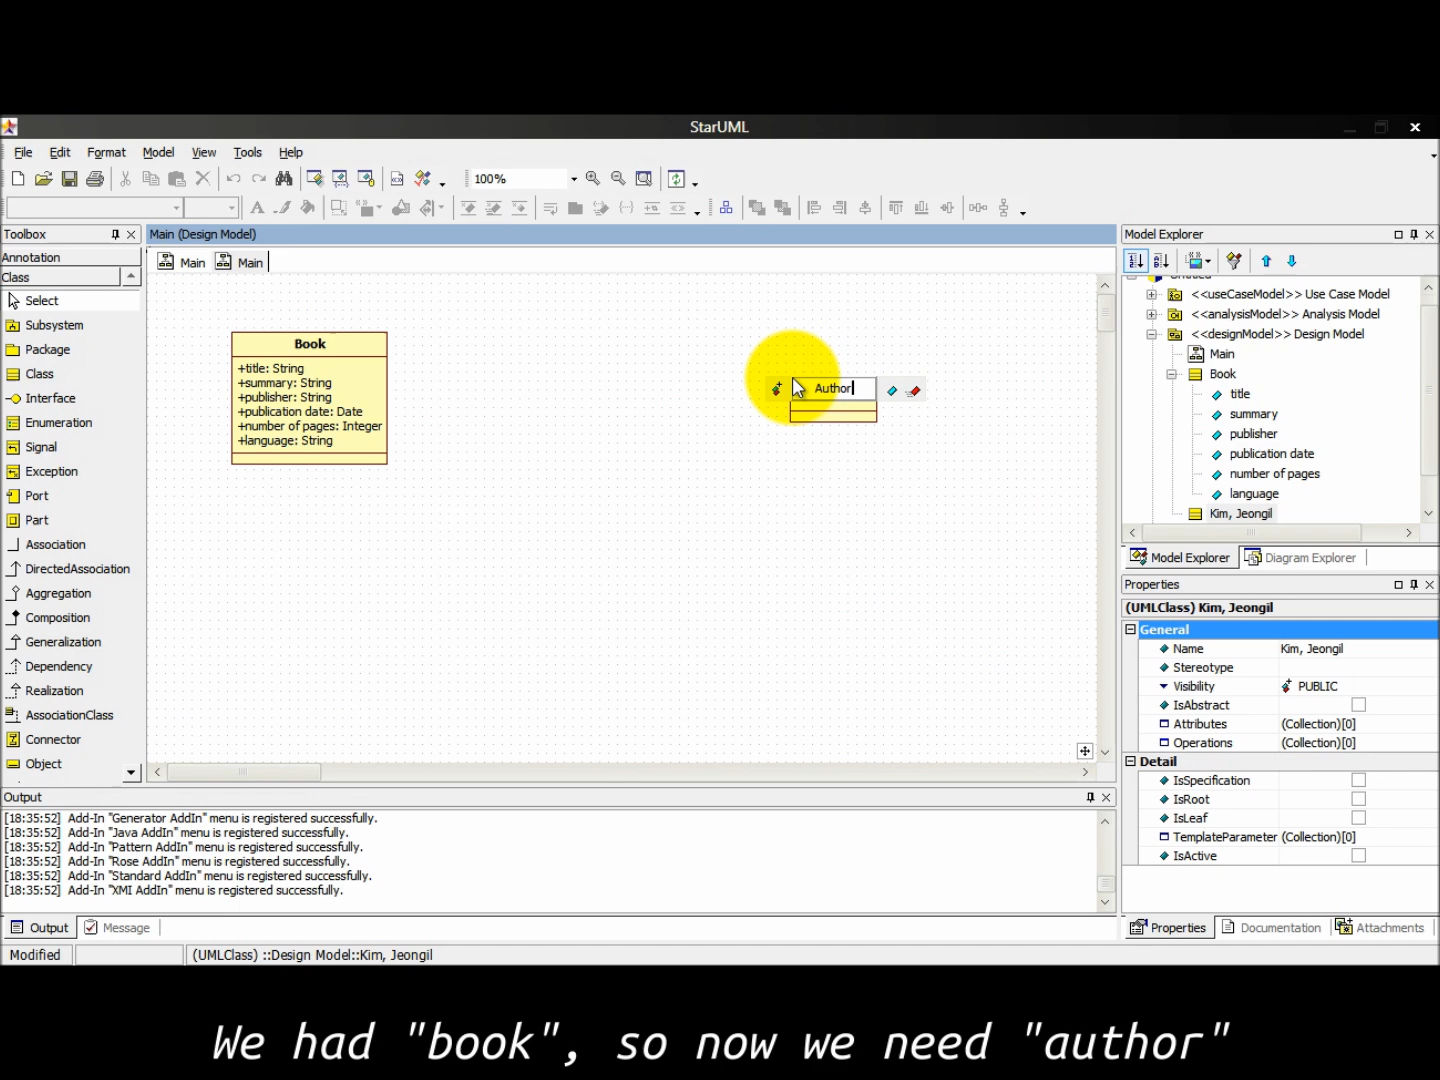 StarUML
File Edit Format Model View Tools Help
100%
Toolbox
Annotation
Class
Select
Subsystem
Package
Class
Interface
Enumeration
Signal
Exception
Port
Part
Association
DirectedAssociation
Aggregation
Composition
Generalization
Dependency
Realization
AssociationClass
Connector
Object
Main (Design Model)
Main Main
Book
+title: String
+summary: String
+publisher: String
+publication date: Date
+number of pages: Integer
+language: String
Author
Model Explorer
<<useCaseModel>> Use Case Model
<<analysisModel>> Analysis Model
<<designModel>> Design Model
Main
Book
title
summary
publisher
publication date
number of pages
language
Kim, Jeongil
Model Explorer Diagram Explorer
Properties
(UMLClass) Kim, Jeongil
General
Name Kim, Jeongil
Stereotype
Visibility PUBLIC
IsAbstract
Attributes (Collection)[0]
Operations (Collection)[0]
Detail
IsSpecification
IsRoot
IsLeaf
TemplateParameter (Collection)[0]
IsActive
Properties Documentation Attachments
Output
[18:35:52] Add-In "Generator AddIn" menu is registered successfully.
[18:35:52] Add-In "Java AddIn" menu is registered successfully.
[18:35:52] Add-In "Pattern AddIn" menu is registered successfully.
[18:35:52] Add-In "Rose AddIn" menu is registered successfully.
[18:35:52] Add-In "Standard AddIn" menu is registered successfully.
[18:35:52] Add-In "XMI AddIn" menu is registered successfully.
Output Message
Modified (UMLClass) ::Design Model::Kim, Jeongil
We had "book", so now we need "author"